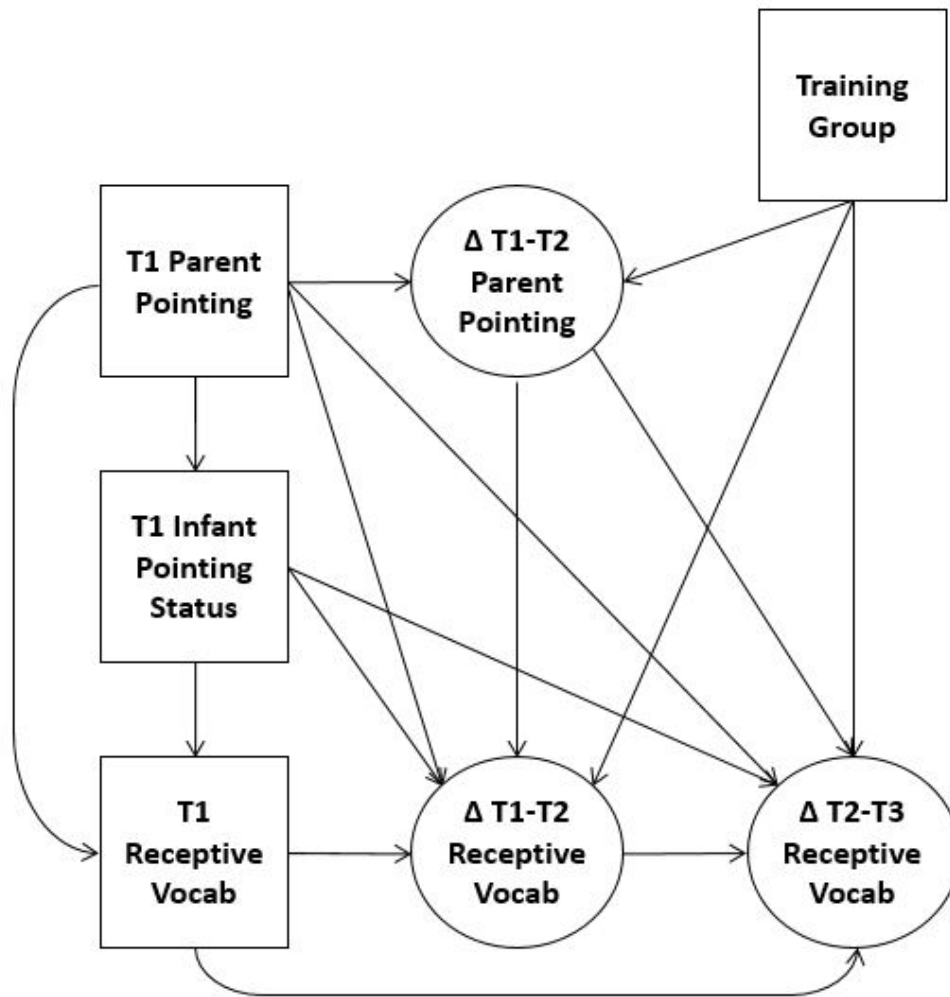 Training
Group
T1 Parent
Pointing
Δ T1-T2
Parent
Pointing
T1 Infant
Pointing
Status
T1
Receptive
Vocab
Δ T1-T2
Receptive
Vocab
Δ T2-T3
Receptive
Vocab